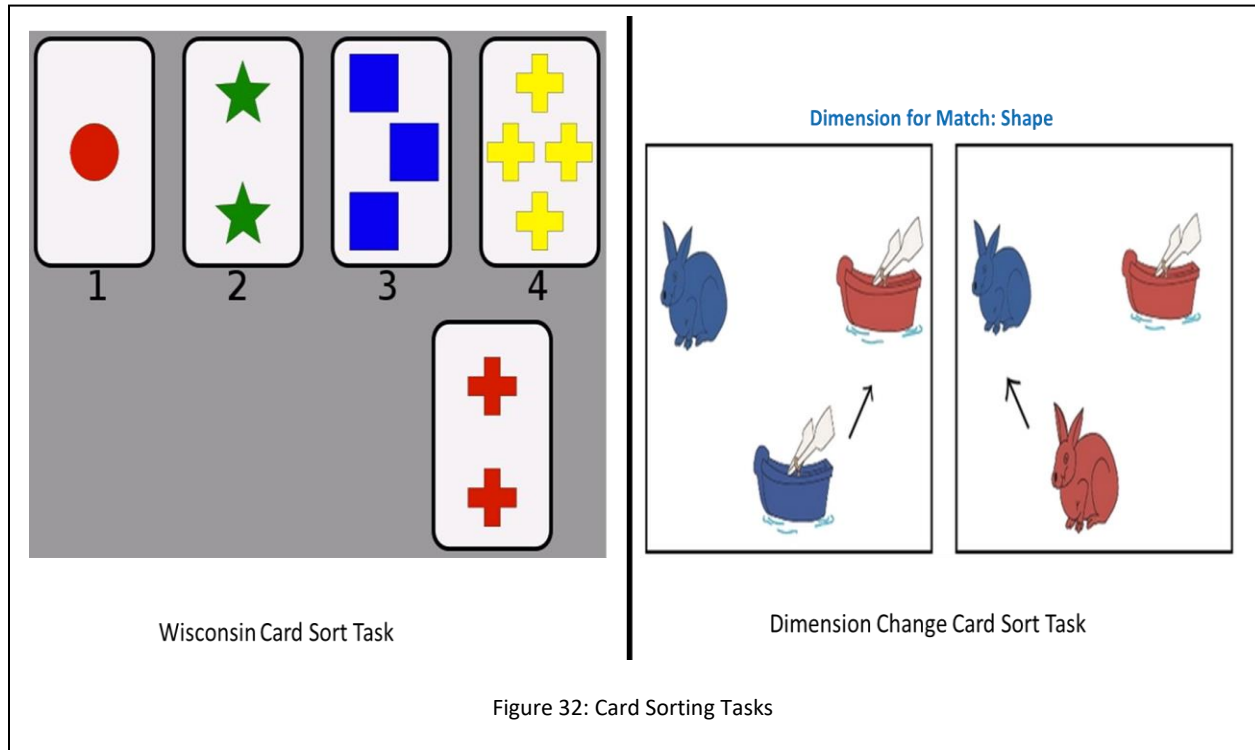 1 2 3 4
Wisconsin Card Sort Task
Dimension for Match: Shape
Dimension Change Card Sort Task
Figure 32: Card Sorting Tasks